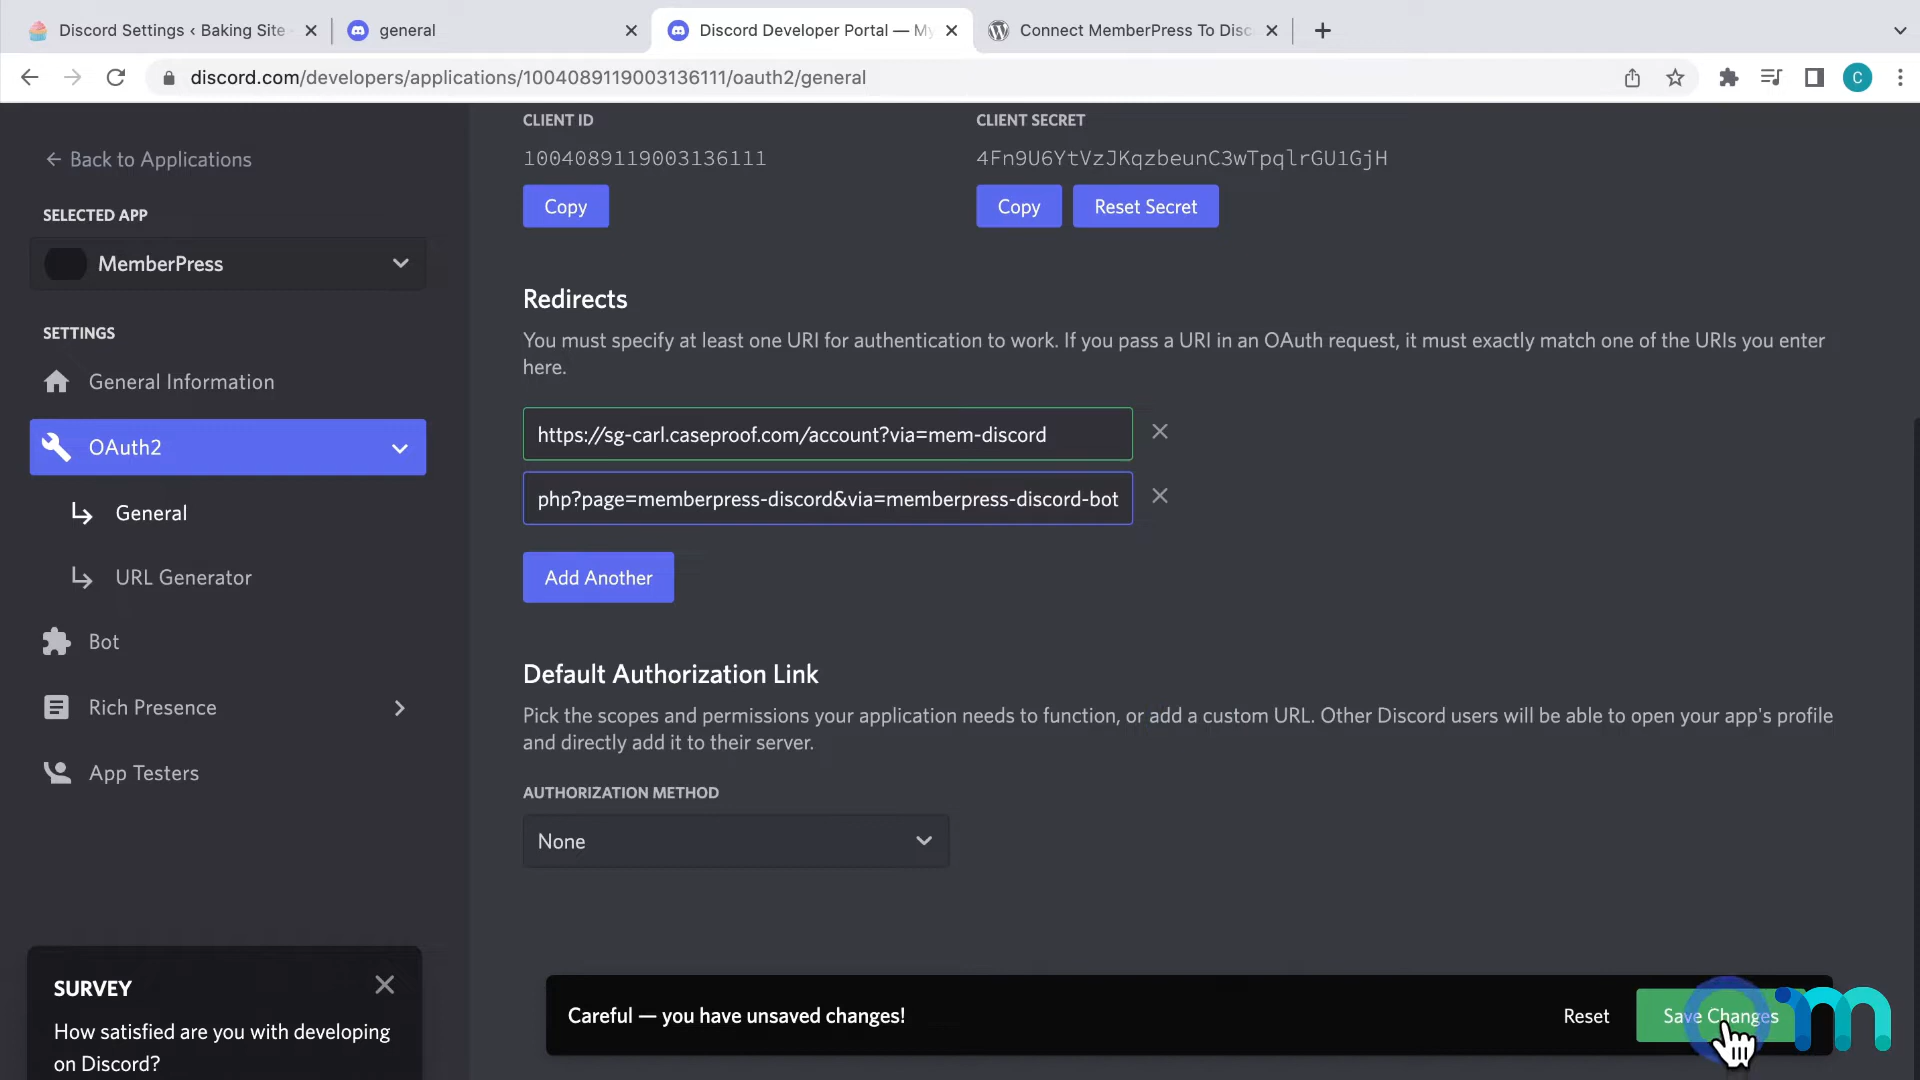 Discord Settings ‹ Baking Site
general
Discord Developer Portal — My
Connect MemberPress To Disc
discord.com/developers/applications/1004089119003136111/oauth2/general
C
Back to Applications
SELECTED APP
MemberPress
SETTINGS
General Information
OAuth2
General
URL Generator
Bot
Rich Presence
App Testers
SURVEY
How satisfied are you with developing
on Discord?
CLIENT ID
1004089119003136111
Copy
CLIENT SECRET
4Fn9U6YtVzJKqzbeunC3wTpqlrGU1GjH
Copy
Reset Secret
Redirects
You must specify at least one URI for authentication to work. If you pass a URI in an OAuth request, it must exactly match one of the URIs you enter
here.
https://sg-carl.caseproof.com/account?via=mem-discord
php?page=memberpress-discord&via=memberpress-discord-bot
Add Another
Default Authorization Link
Pick the scopes and permissions your application needs to function, or add a custom URL. Other Discord users will be able to open your app's profile
and directly add it to their server.
AUTHORIZATION METHOD
None
Careful — you have unsaved changes!
Reset
Save Changes
m